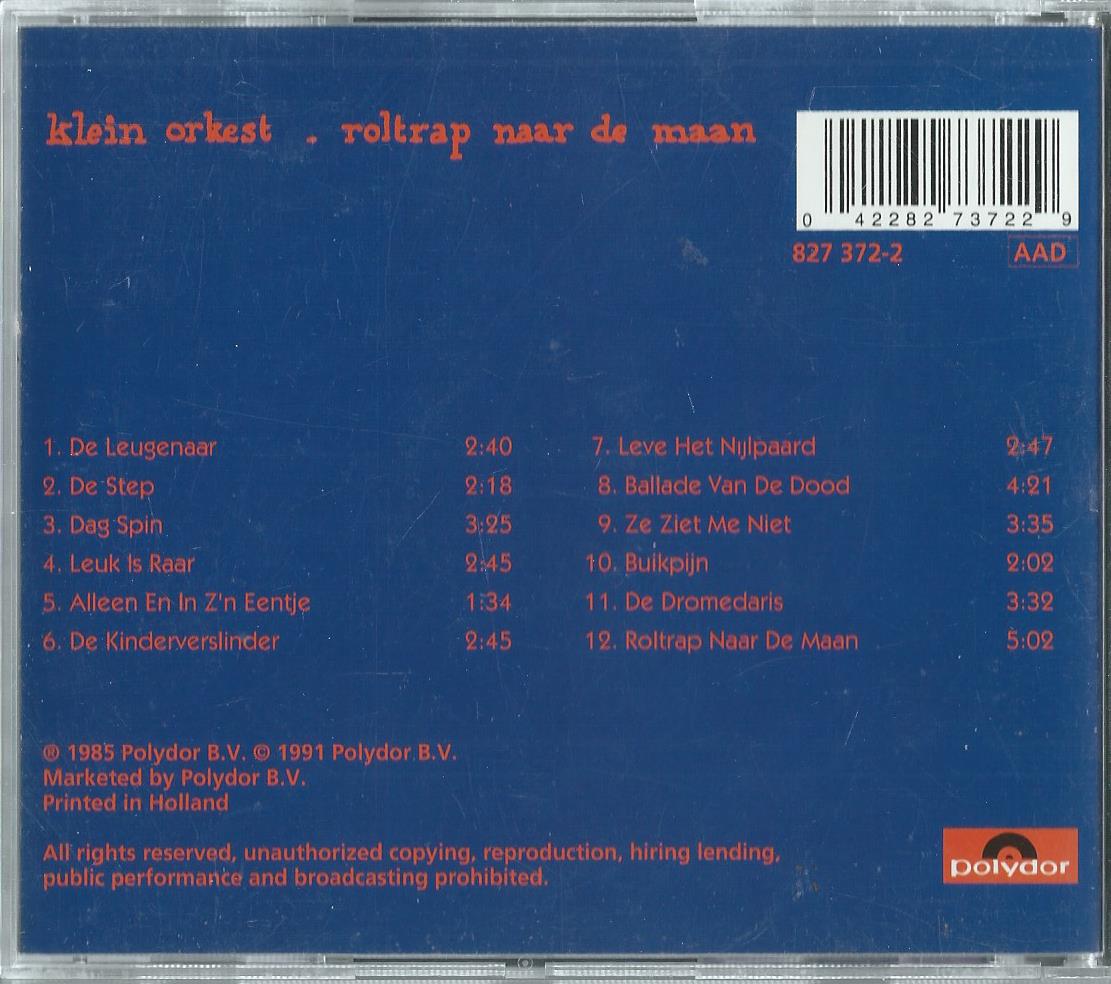 klein orkest . roltrap naar de maan
0 42282 73722 9
827 372-2 AAD
1. De Leugenaar 2:40
2. De Step 2:18
3. Dag Spin 3:25
4. Leuk Is Raar 2:45
5. Alleen En In Z'n Eentje 1:34
6. De Kinderverslinder 2:45
7. Leve Het Nijlpaard 2:47
8. Ballade Van De Dood 4:21
9. Ze Ziet Me Niet 3:35
10. Buikpijn 2:02
11. De Dromedaris 3:32
12. Roltrap Naar De Maan 5:02
® 1985 Polydor B.V. © 1991 Polydor B.V.
Marketed by Polydor B.V.
Printed in Holland
All rights reserved, unauthorized copying, reproduction, hiring lending,
public performance and broadcasting prohibited.
polydor